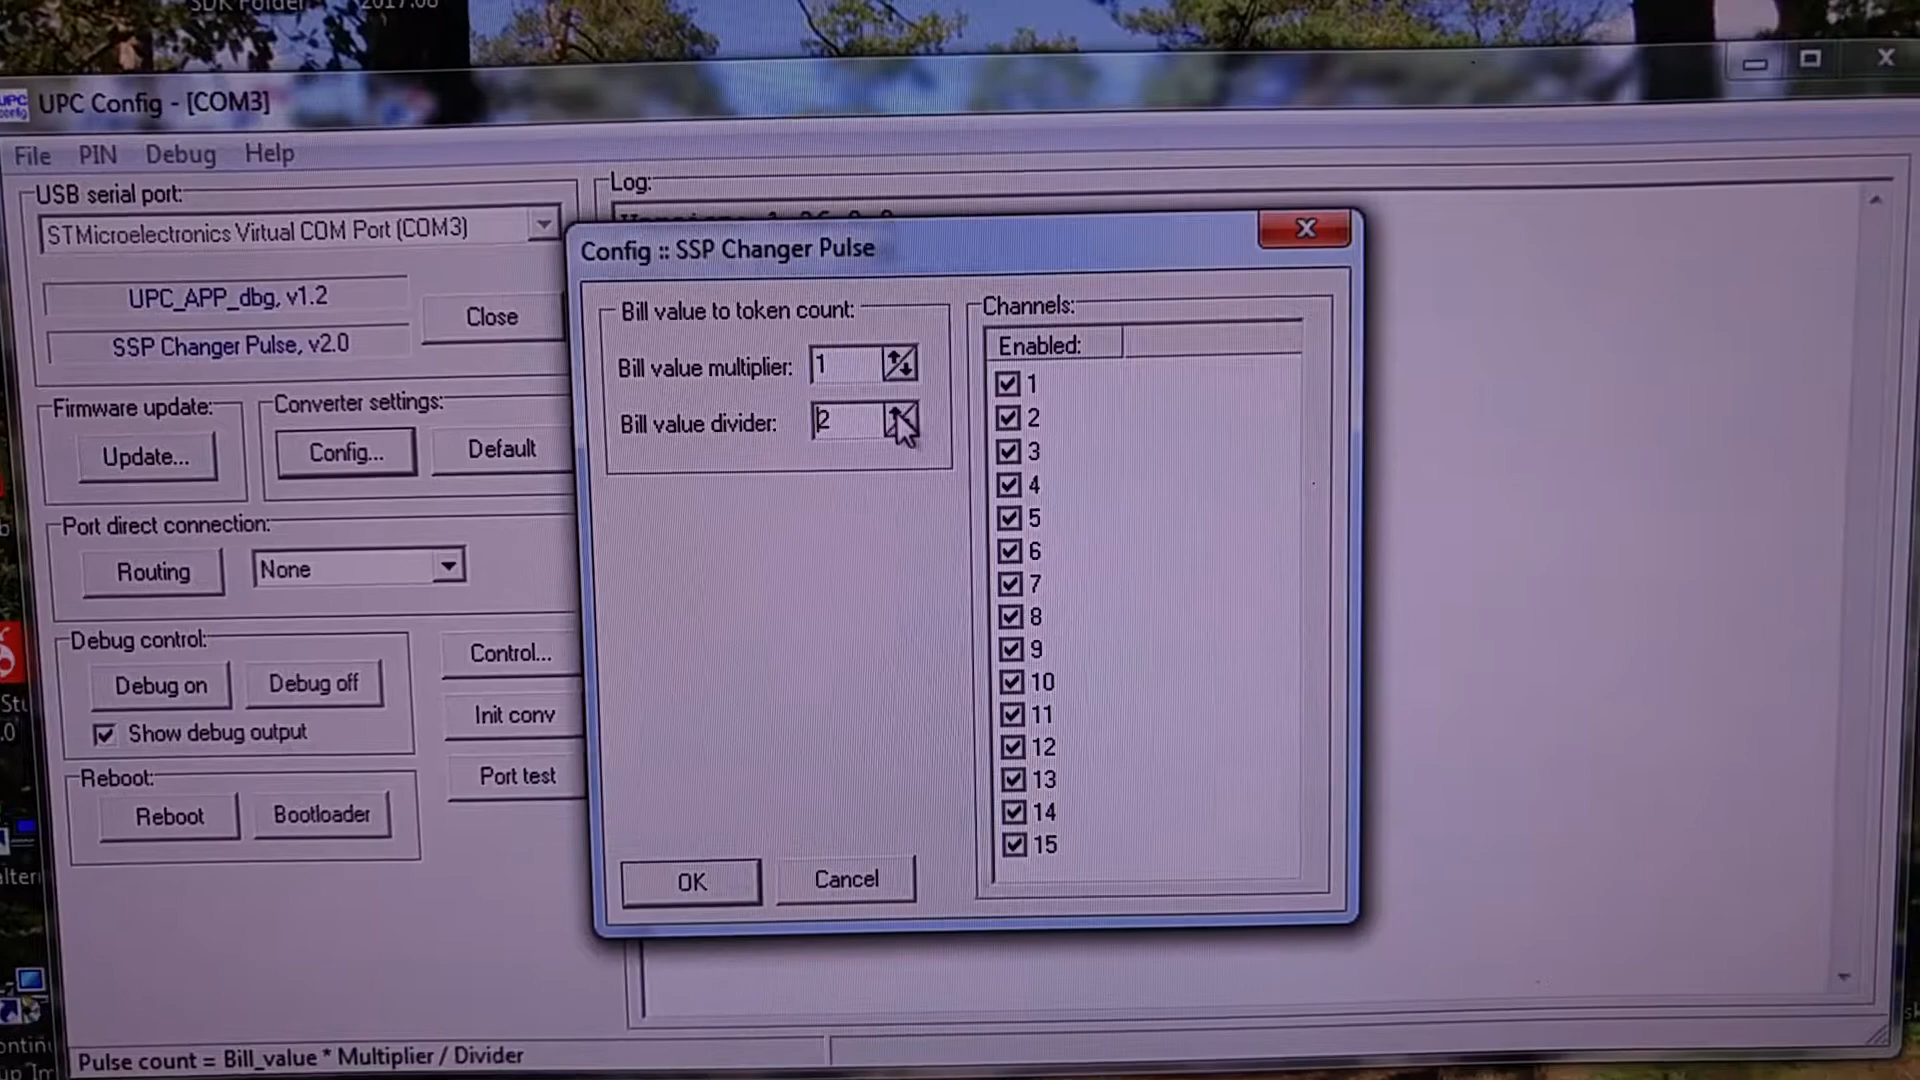 SDK Folder
2017.08
UPC Config - [COM3]
File PIN Debug Help
USB serial port:
STMicroelectronics Virtual COM Port (COM3)
UPC_APP_dbg, v1.2
SSP Changer Pulse, v2.0
Close
Firmware update:
Update...
Converter settings:
Config...
Default
Port direct connection:
Routing
None
Debug control:
Debug on
Debug off
Show debug output
Control...
Init conv
Port test
Reboot:
Reboot
Bootloader
Log:
Config :: SSP Changer Pulse
Bill value to token count:
Bill value multiplier: 1
Bill value divider: 2
OK
Cancel
Channels:
Enabled:
1
2
3
4
5
6
7
8
9
10
11
12
13
14
15
Pulse count = Bill_value * Multiplier / Divider